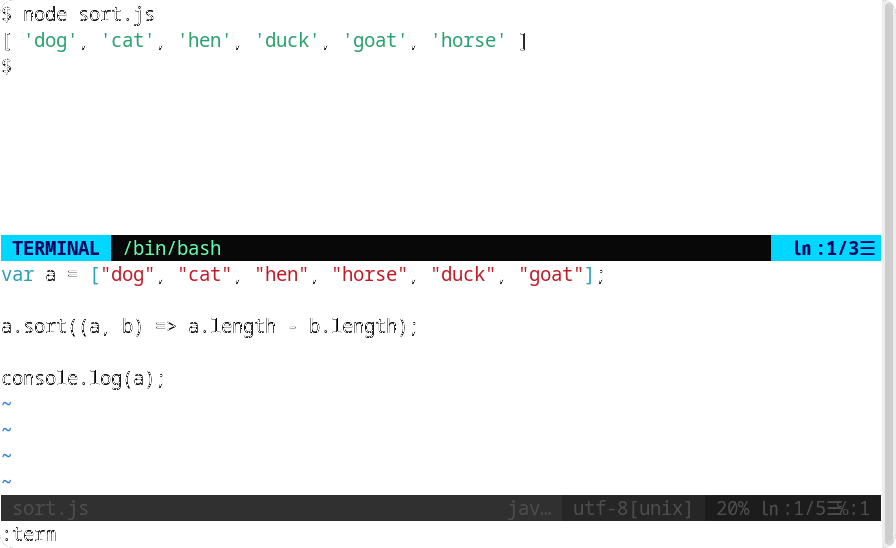 $ node sort.js
[ 'dog', 'cat', 'hen', 'duck', 'goat', 'horse' ]
$
TERMINAL /bin/bash ln :1/3☰
var a = ["dog", "cat", "hen", "horse", "duck", "goat"];
a.sort((a, b) => a.length - b.length);
console.log(a);
~
~
~
~
sort.js jav… utf-8[unix] 20% ln :1/5☰%:1
:term